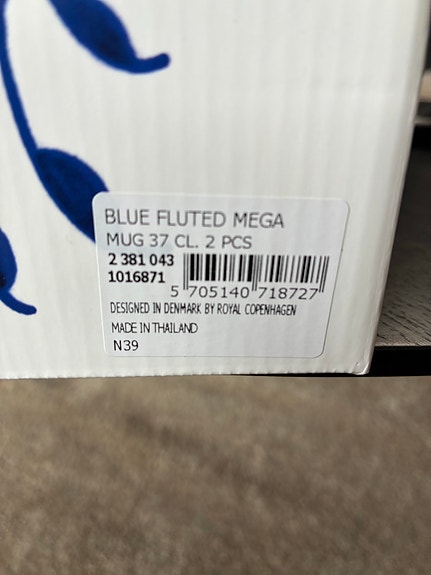 BLUE FLUTED MEGA
MUG 37 CL. 2 PCS
2 381 043
1016871
5 705140 718727
DESIGNED IN DENMARK BY ROYAL COPENHAGEN
MADE IN THAILAND
N39